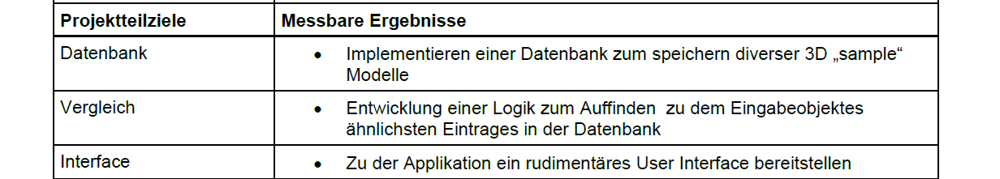 Projektteilziele Messbare Ergebnisse
Datenbank • Implementieren einer Datenbank zum speichern diverser 3D „sample“
Modelle
Vergleich • Entwicklung einer Logik zum Auffinden  zu dem Eingabeobjektes
ähnlichsten Eintrages in der Datenbank
Interface • Zu der Applikation ein rudimentäres User Interface bereitstellen